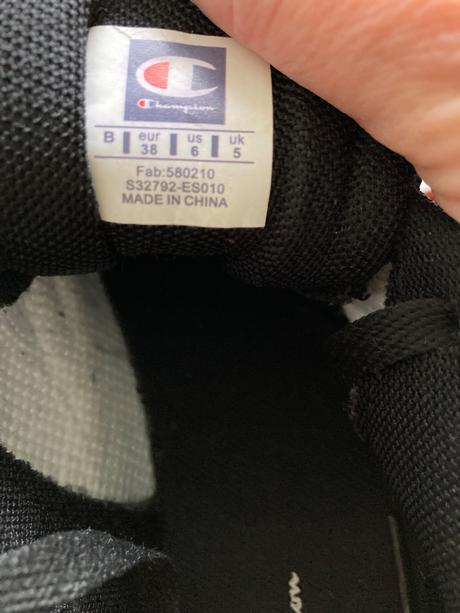 Champion
B eur us uk
38 6 5
Fab:580210
S32792-ES010
MADE IN CHINA